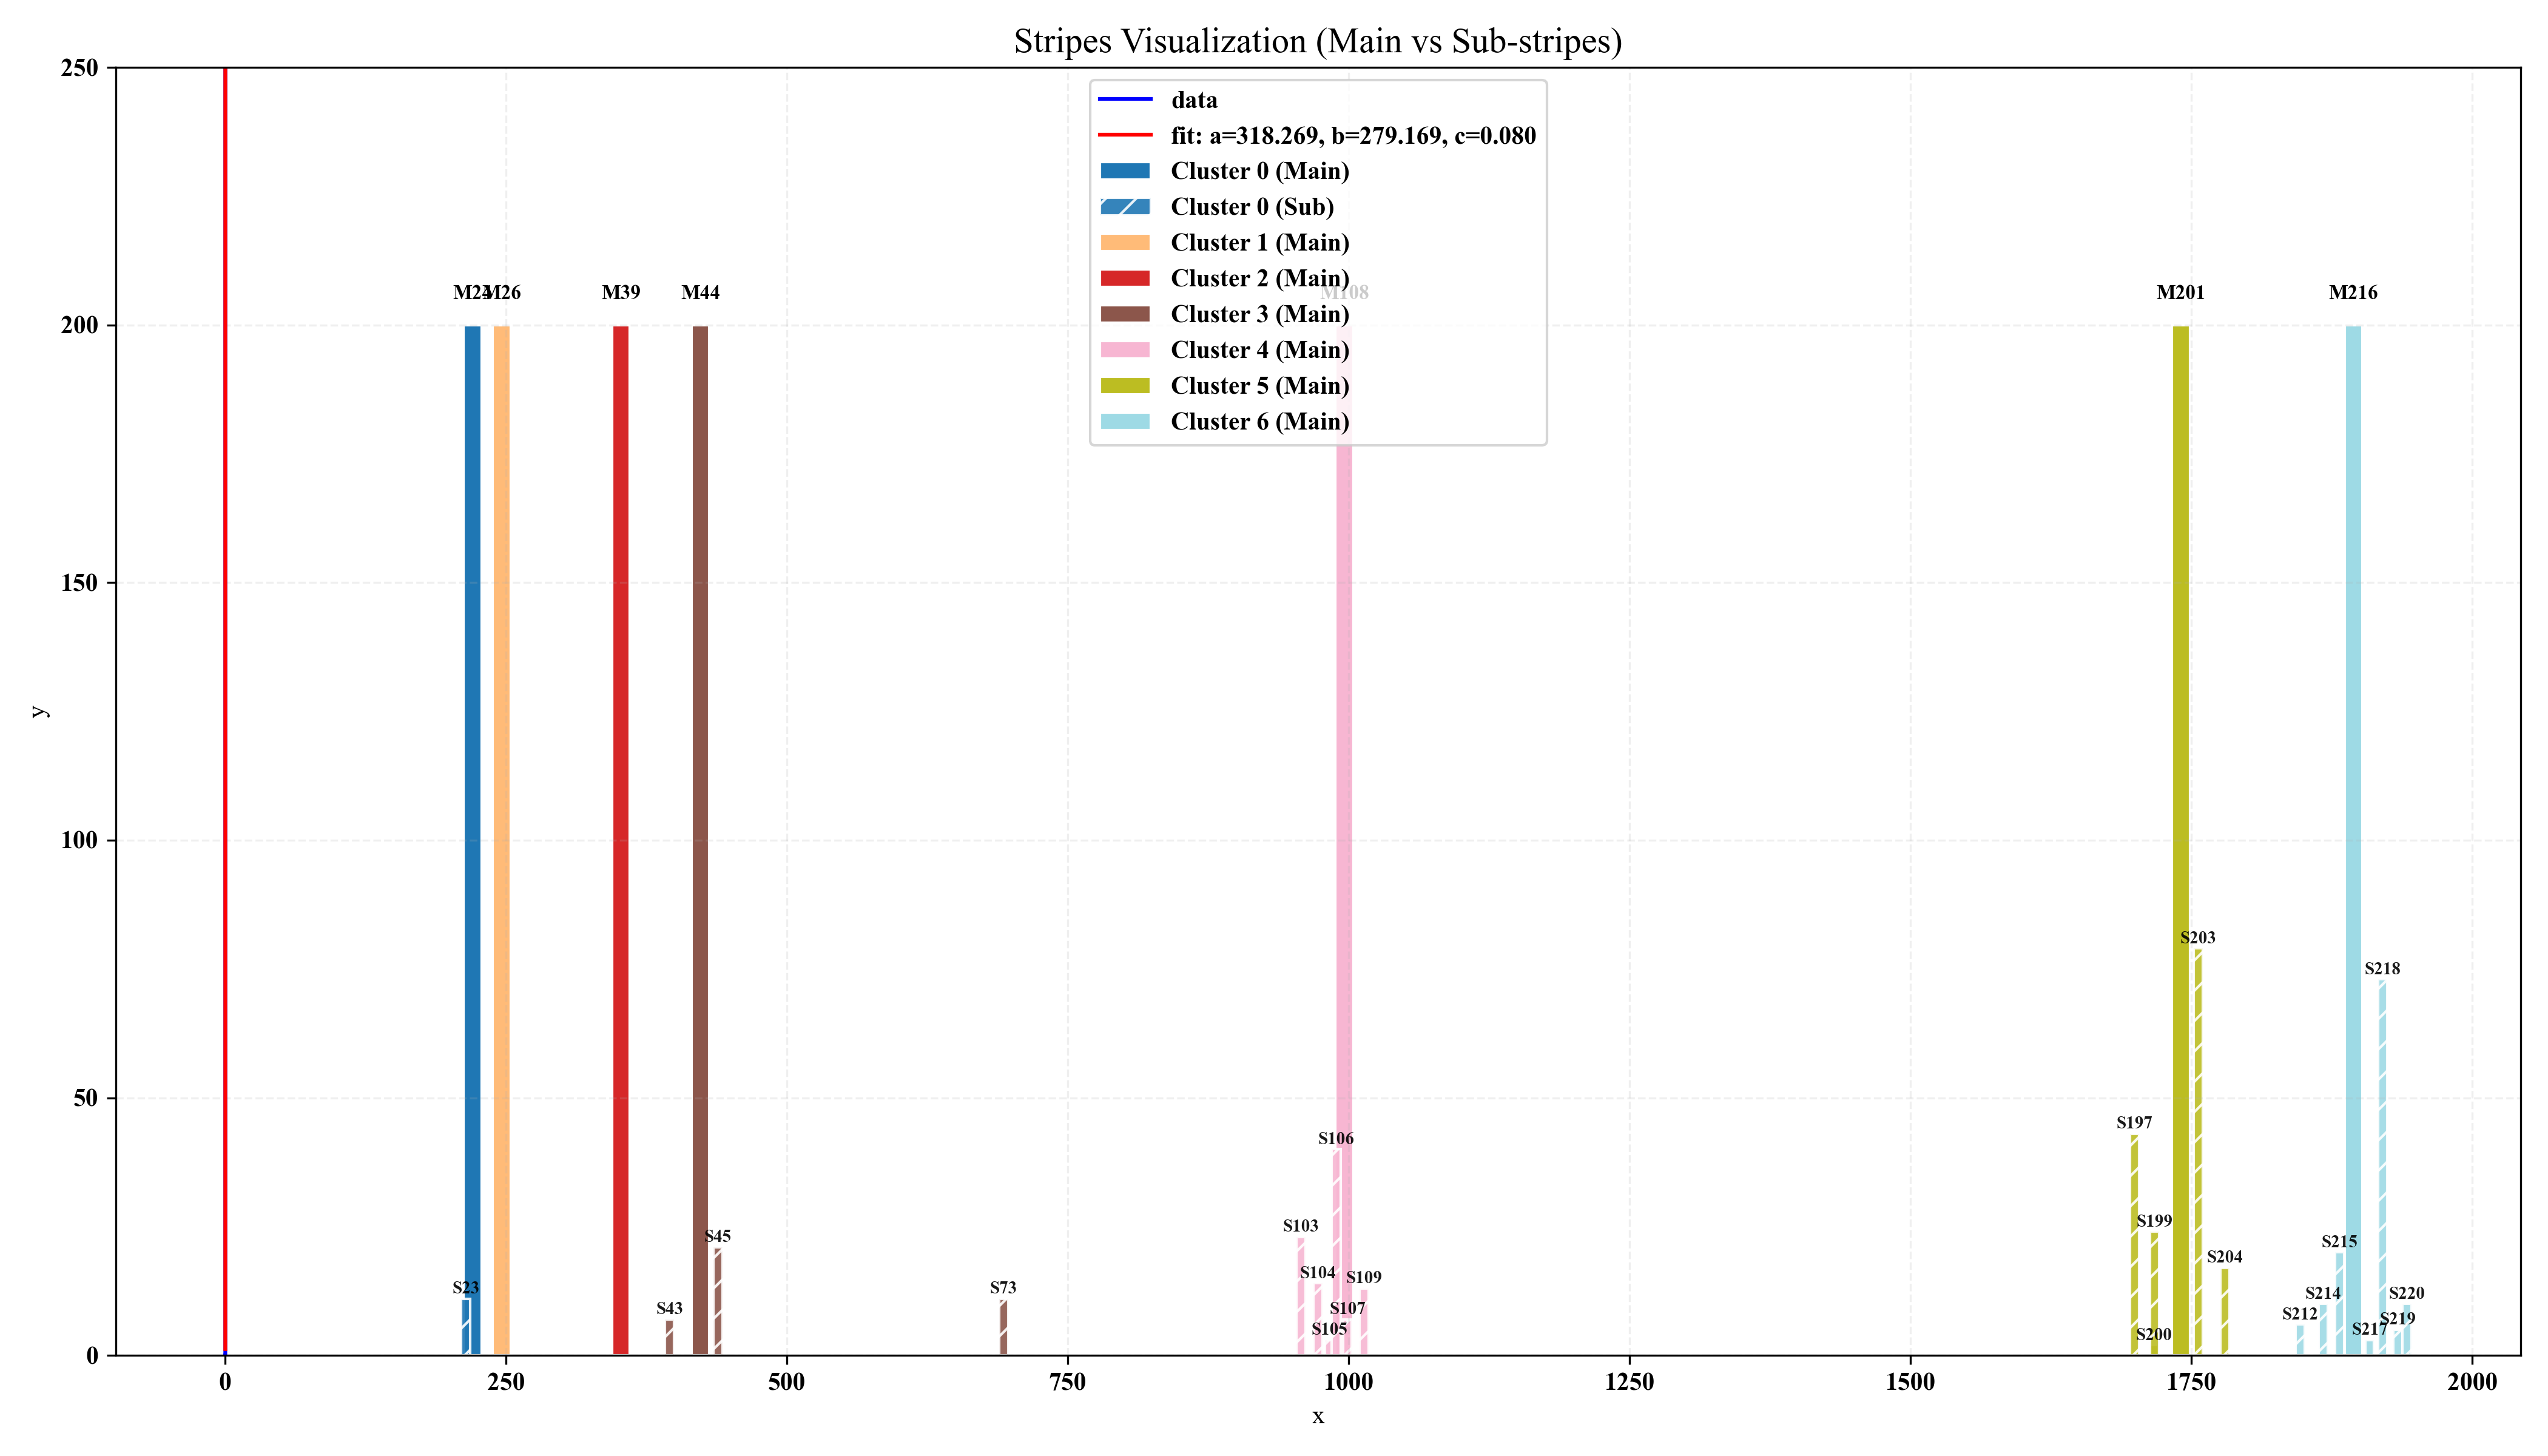 Stripes Visualization (Main vs Sub-stripes)
250
200
150
100
50
0
y
data
fit: a=318.269, b=279.169, c=0.080
Cluster 0 (Main)
Cluster 0 (Sub)
Cluster 1 (Main)
Cluster 2 (Main)
Cluster 3 (Main)
Cluster 4 (Main)
Cluster 5 (Main)
Cluster 6 (Main)
M24 M26 M39 M44 M108 M201 M216
S203
S218
S197
S106
S199
S103
S45
S215
S204
S104
S109
S23
S73
S214
S220
S43
S107
S212
S219
S105
S217
S200
0 250 500 750 1000 1250 1500 1750 2000
x